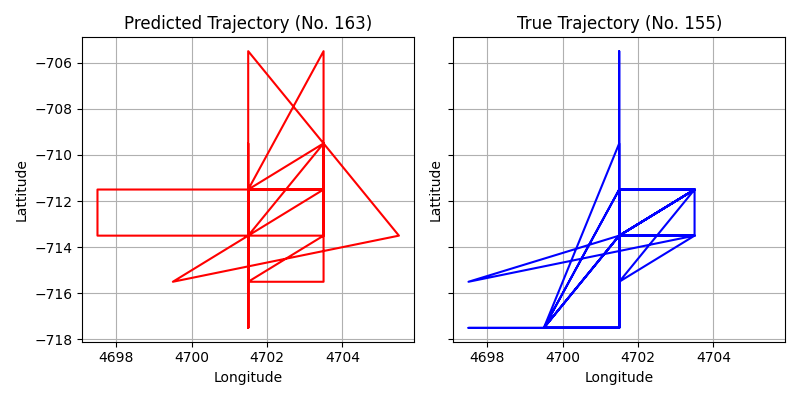 Predicted Trajectory (No. 163)
True Trajectory (No. 155)
−706
−708
−710
−712
−714
−716
−718
Lattitude
Lattitude
4698 4700 4702 4704
4698 4700 4702 4704
Longitude
Longitude